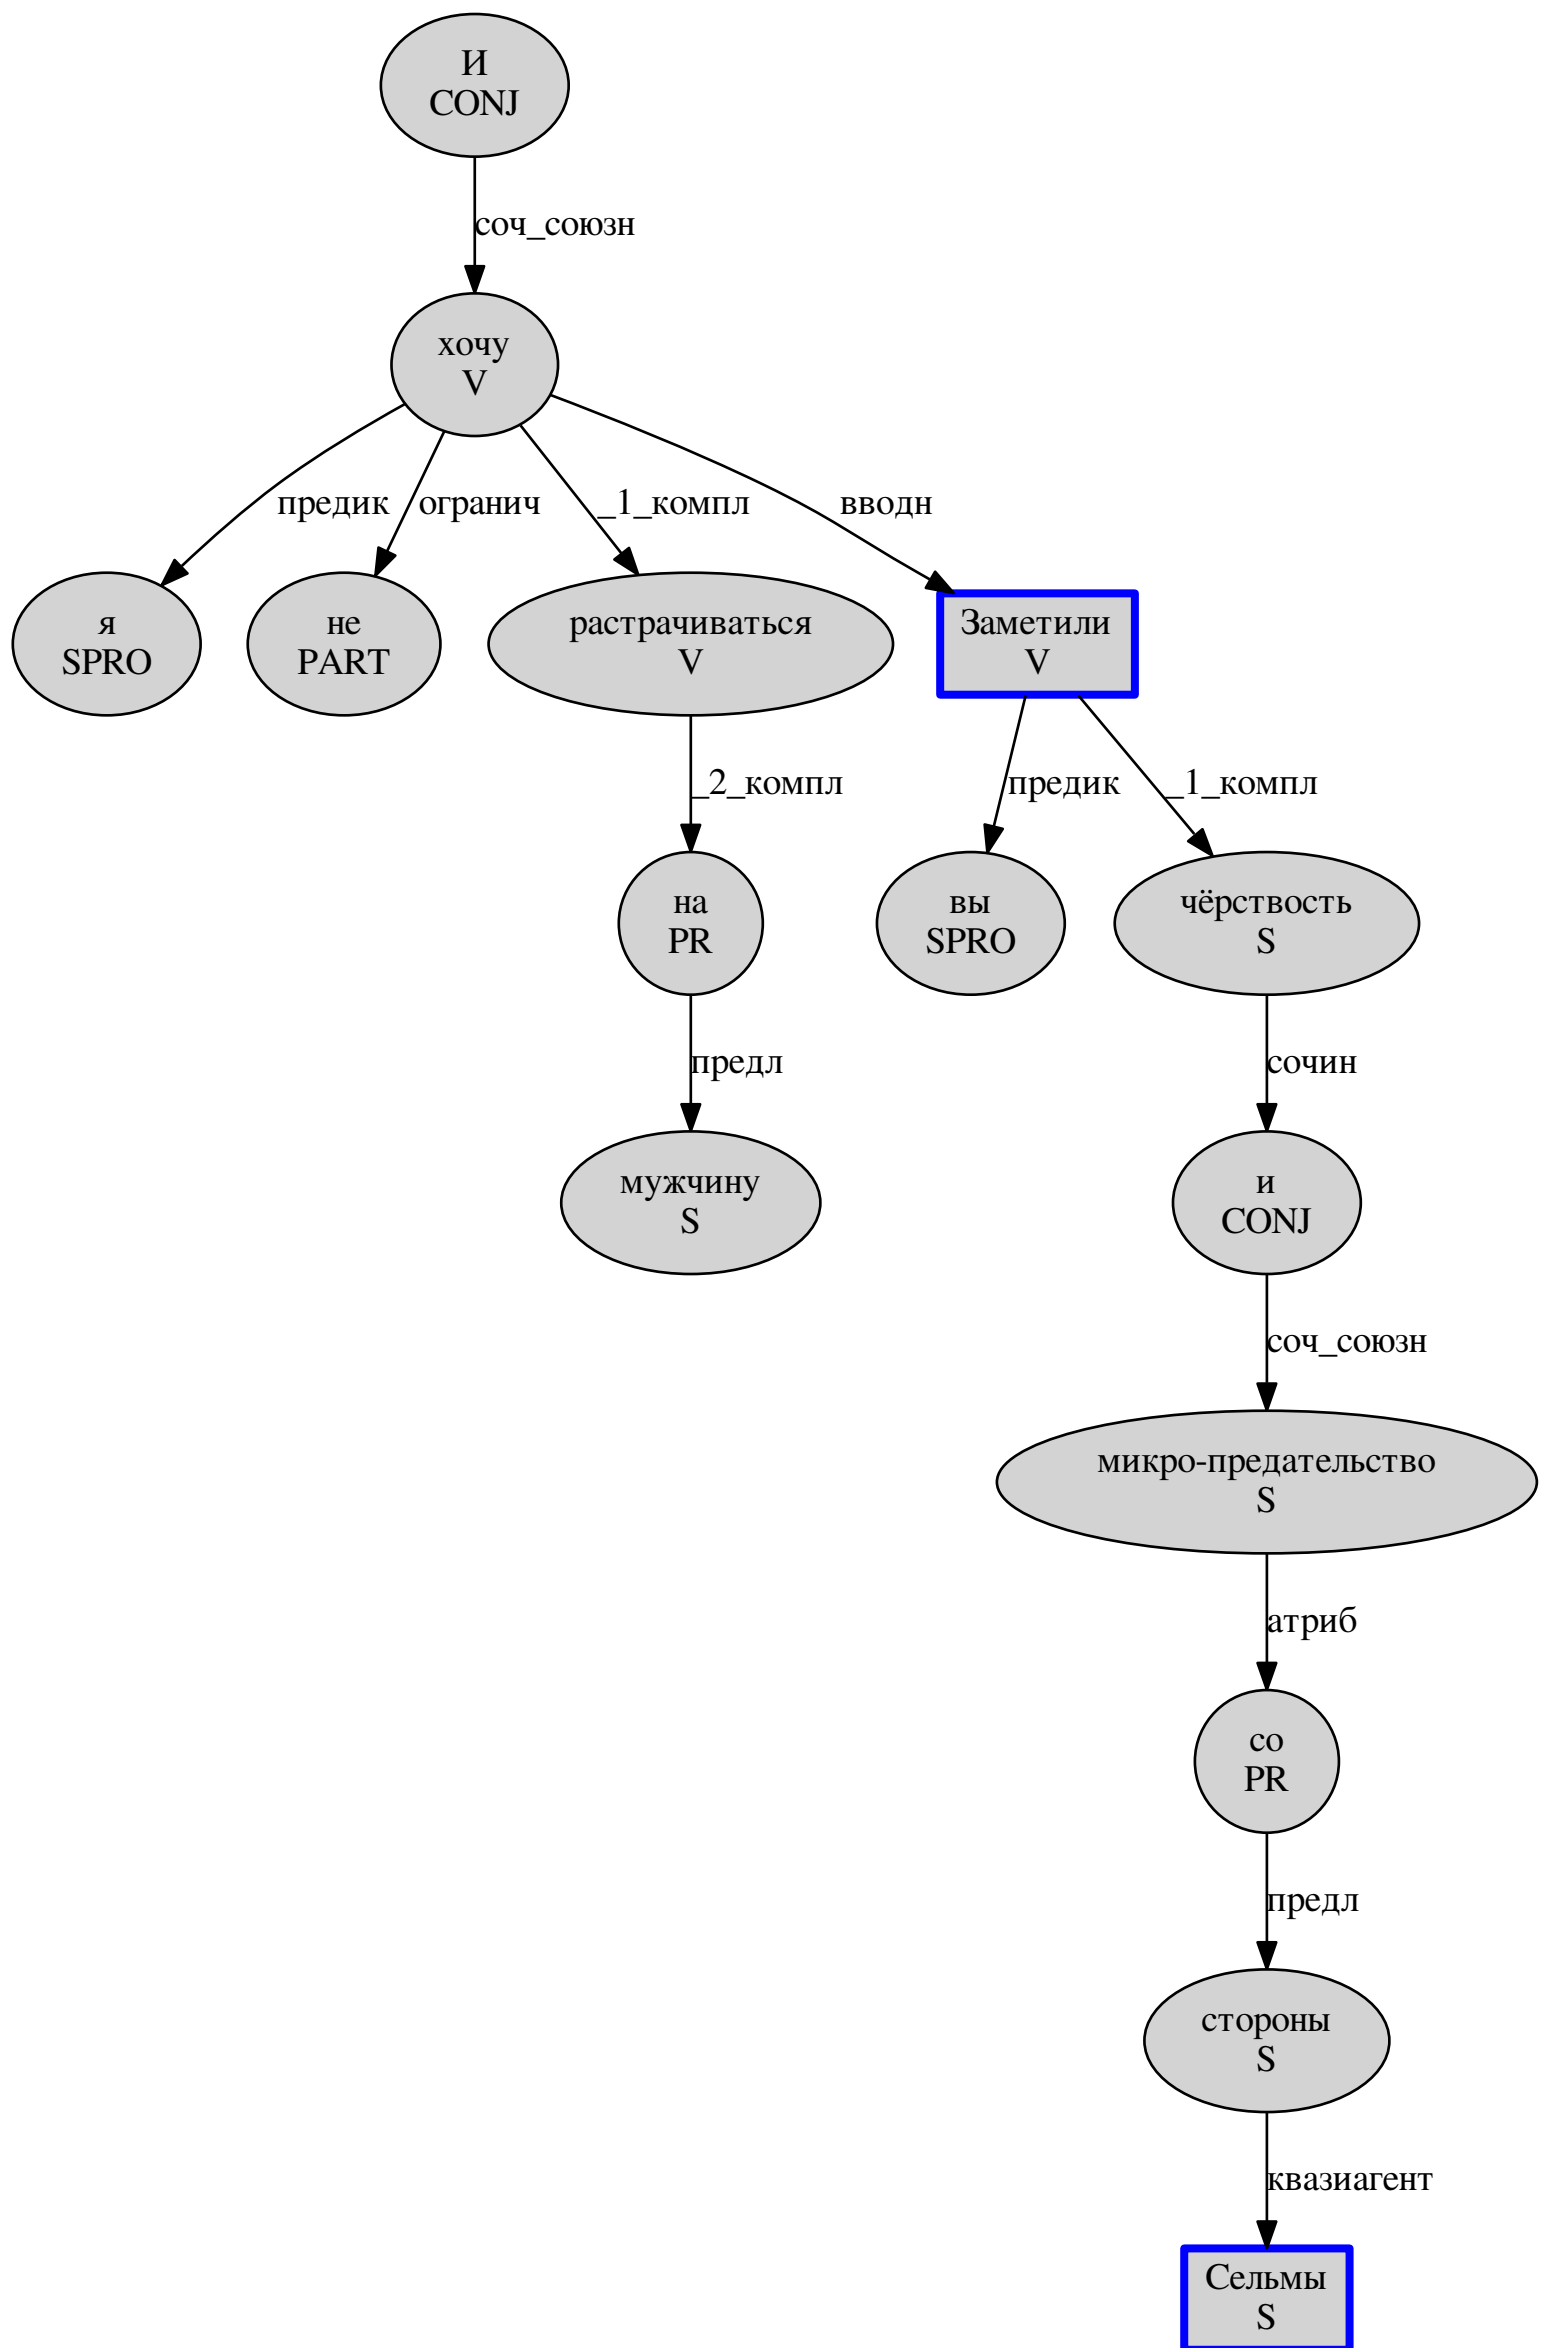 И
CONJ
соч_союзн
хочу
V
предик
огранич
_1_компл
вводн
я
SPRO
не
PART
растрачиваться
V
Заметили
V
_2_компл
предик
_1_компл
на
PR
вы
SPRO
чёрствость
S
предл
сочин
мужчину
S
и
CONJ
соч_союзн
микро-предательство
S
атриб
со
PR
предл
стороны
S
квазиагент
Сельмы
S